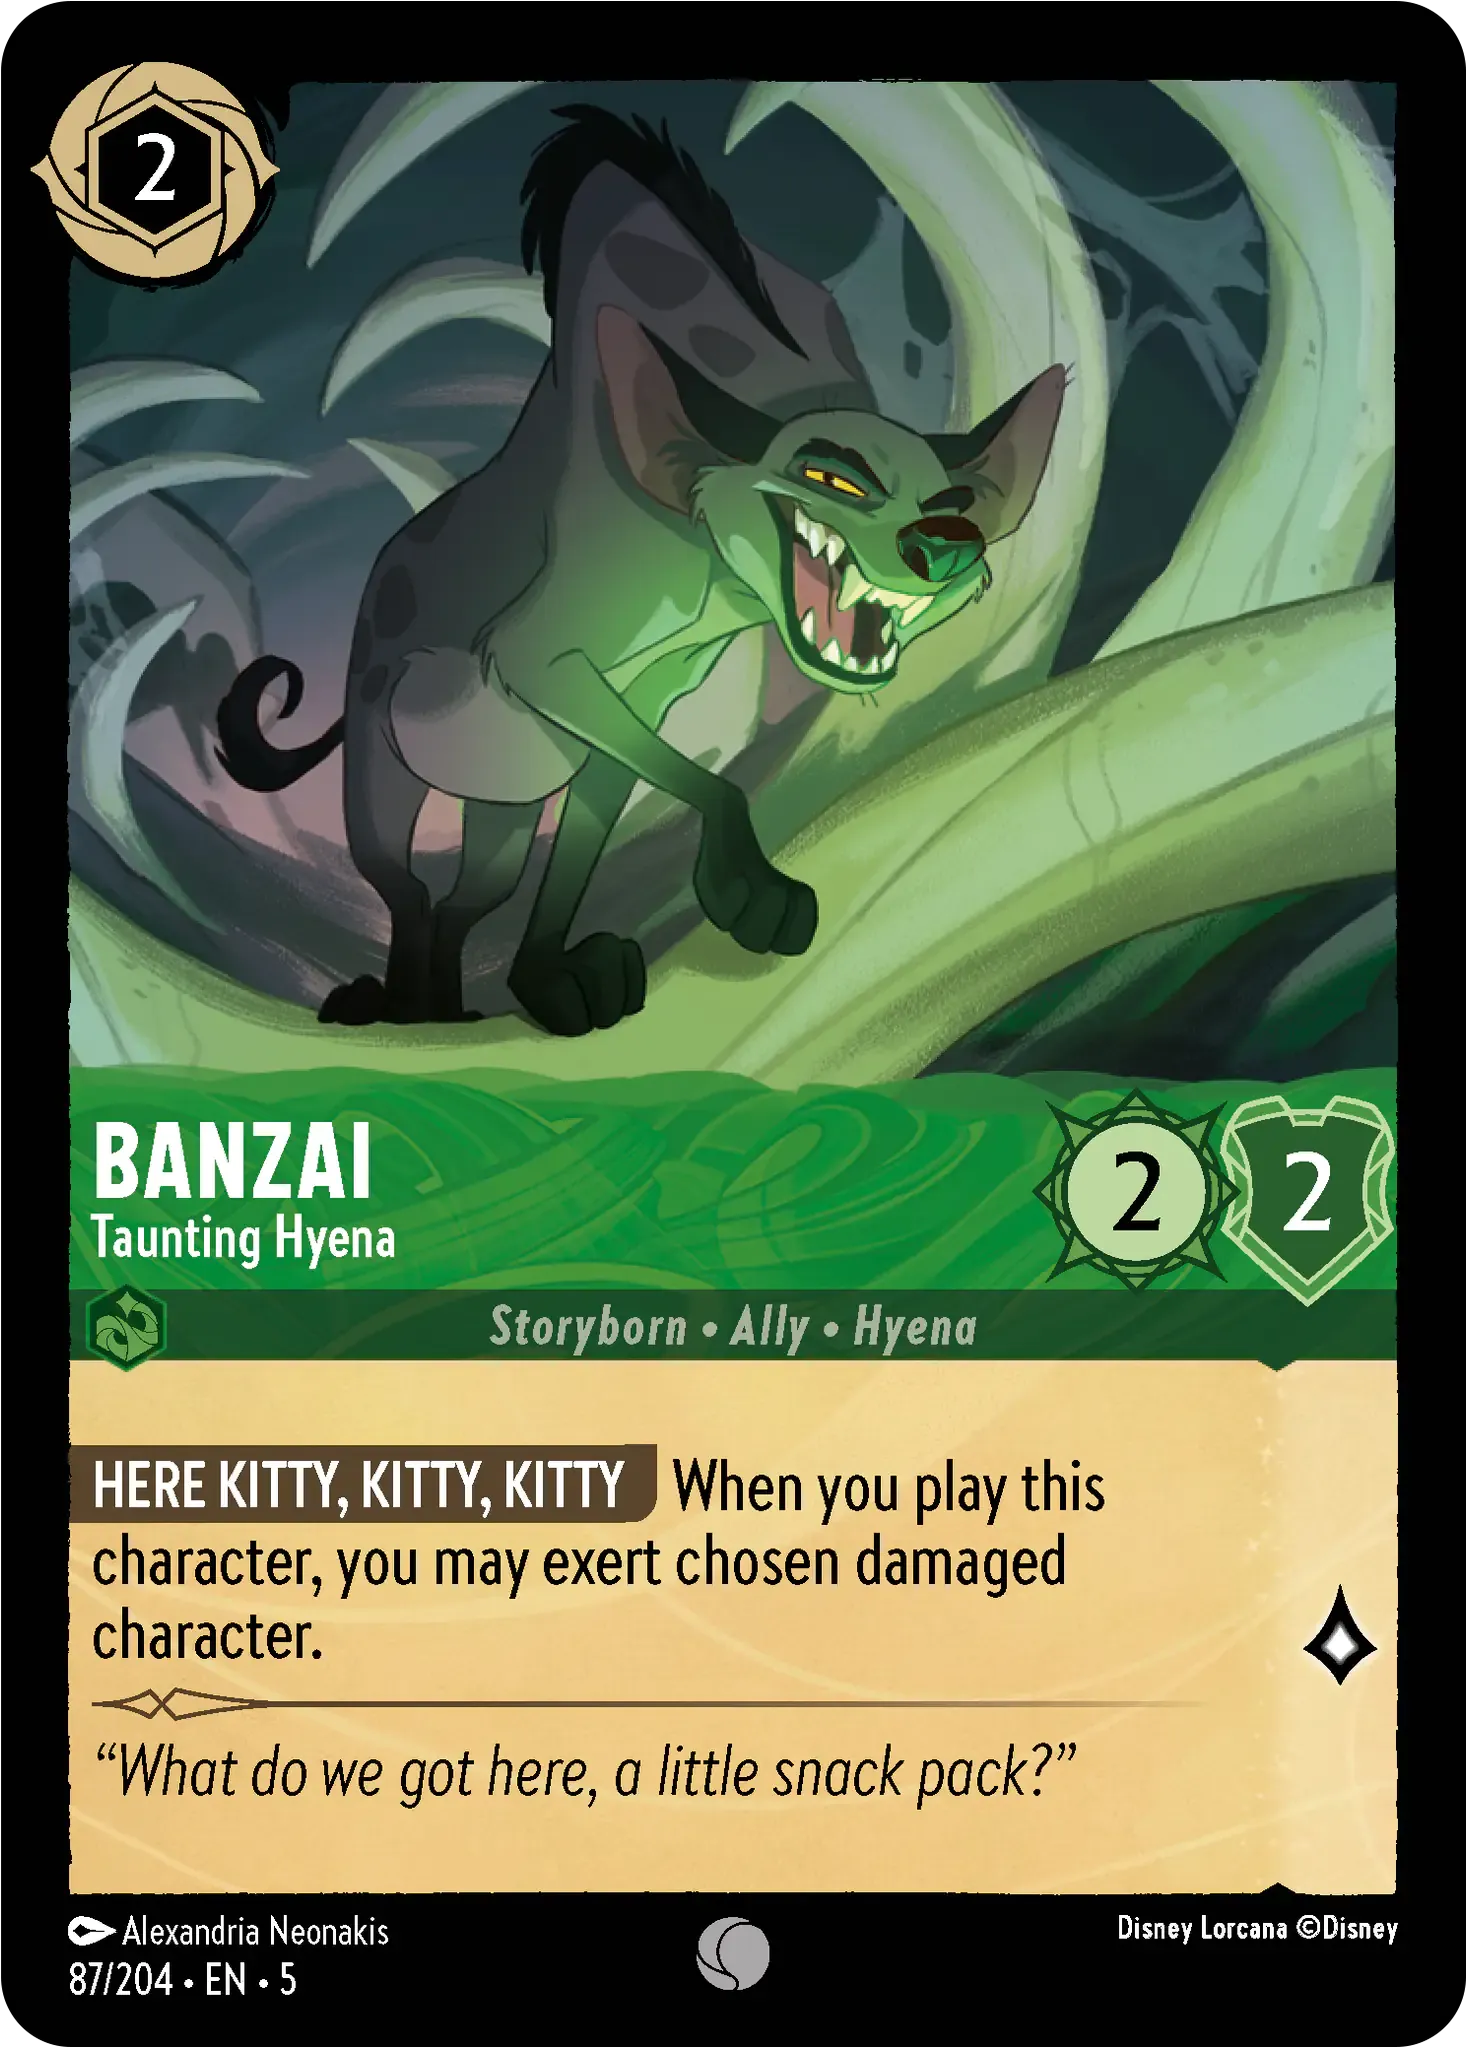 2
BANZAI
Taunting Hyena
2 2
Storyborn • Ally • Hyena
HERE KITTY, KITTY, KITTY When you play this
character, you may exert chosen damaged
character.
“What do we got here, a little snack pack?”
Alexandria Neonakis
Disney Lorcana ©Disney
87/204 • EN • 5